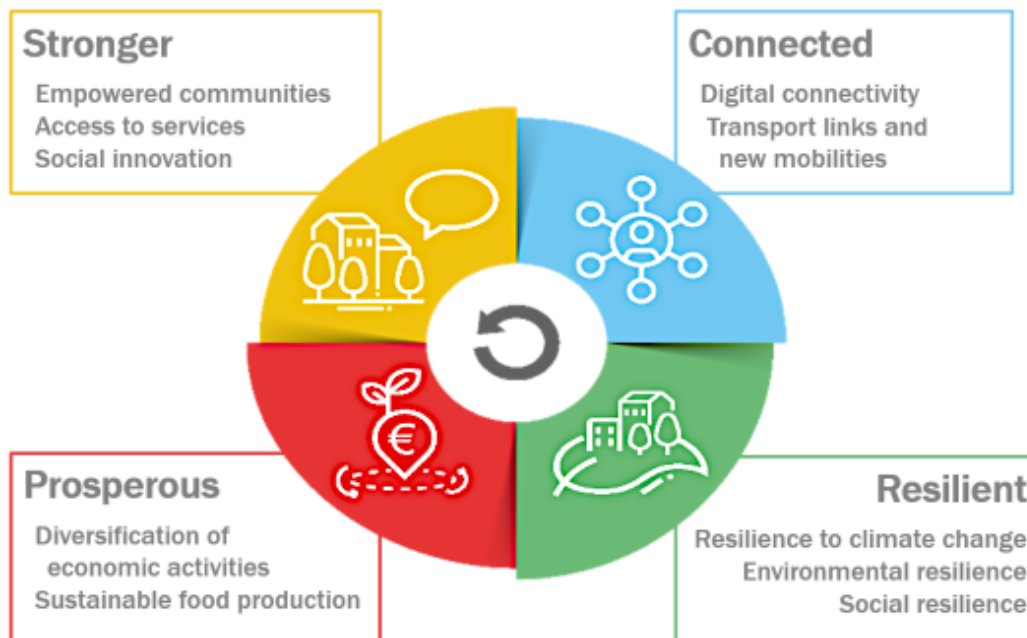 Stronger
Empowered communities
Access to services
Social innovation
Connected
Digital connectivity
Transport links and
new mobilities
€
Prosperous
Diversification of
economic activities
Sustainable food production
Resilient
Resilience to climate change
Environmental resilience
Social resilience